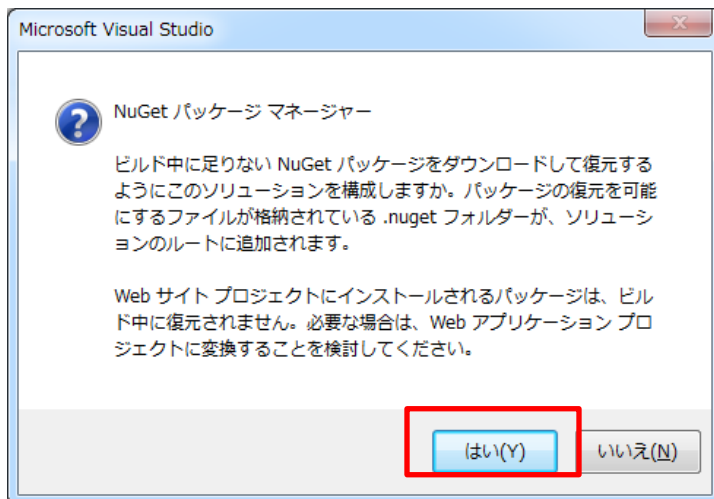 Microsoft Visual Studio
NuGet パッケージ マネージャー
ビルド中に足りない NuGet パッケージをダウンロードして復元する
ようにこのソリューションを構成しますか。パッケージの復元を可能
にするファイルが格納されている .nuget フォルダーが、ソリューシ
ョンのルートに追加されます。
Web サイト プロジェクトにインストールされるパッケージは、ビル
ド中に復元されません。必要な場合は、Web アプリケーション プロ
ジェクトに変換することを検討してください。
はい(Y)
いいえ(N)